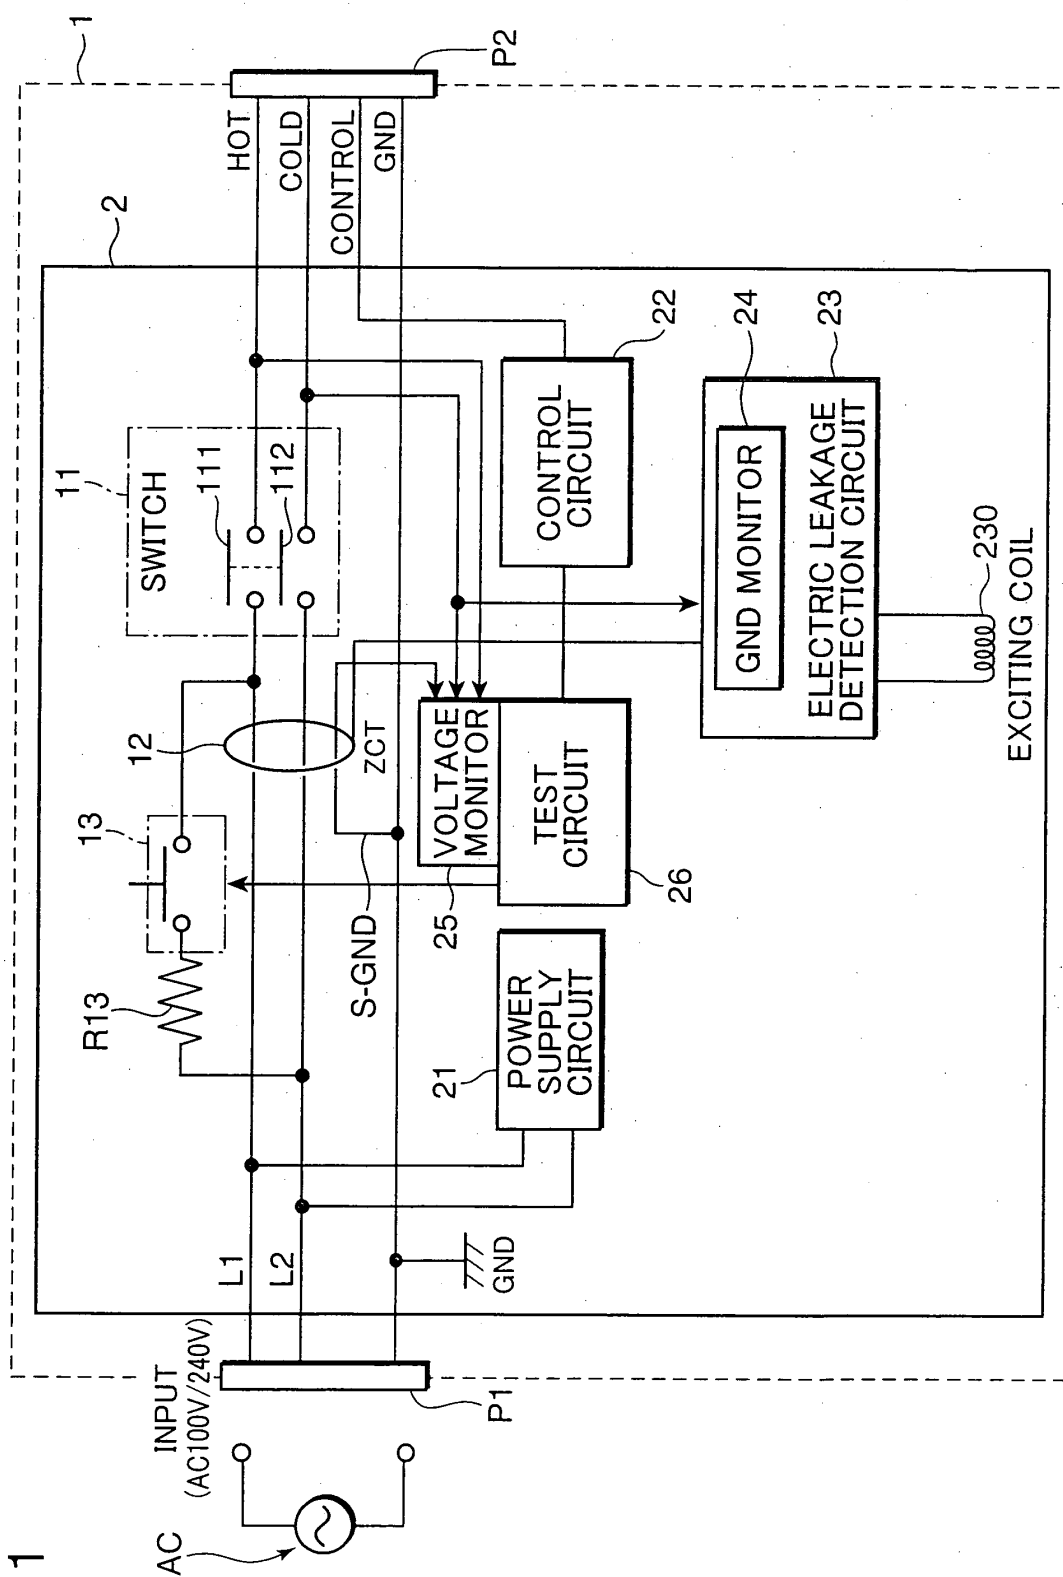 1
AC
INPUT
(AC100V/240V)
P1
L1
L2
GND
R13
13
12
ZCT
S-GND
11
SWITCH
111
112
HOT
COLD
CONTROL
GND
P2
1
2
21
POWER
SUPPLY
CIRCUIT
25
VOLTAGE
MONITOR
TEST
CIRCUIT
26
CONTROL
CIRCUIT
22
GND MONITOR
24
ELECTRIC LEAKAGE
DETECTION CIRCUIT
23
230
EXCITING COIL